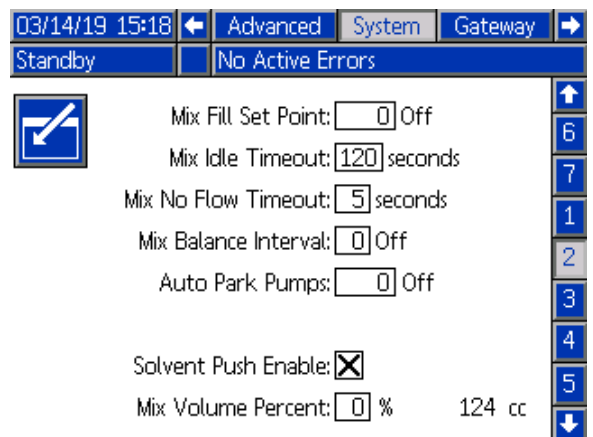 03/14/19 15:18 Advanced System Gateway
Standby No Active Errors
Mix Fill Set Point: 0 Off
6
Mix Idle Timeout: 120 seconds
7
Mix No Flow Timeout: 5 seconds
1
Mix Balance Interval: 0 Off
2
Auto Park Pumps: 0 Off
3
4
Solvent Push Enable:
5
Mix Volume Percent: 0 % 124 cc